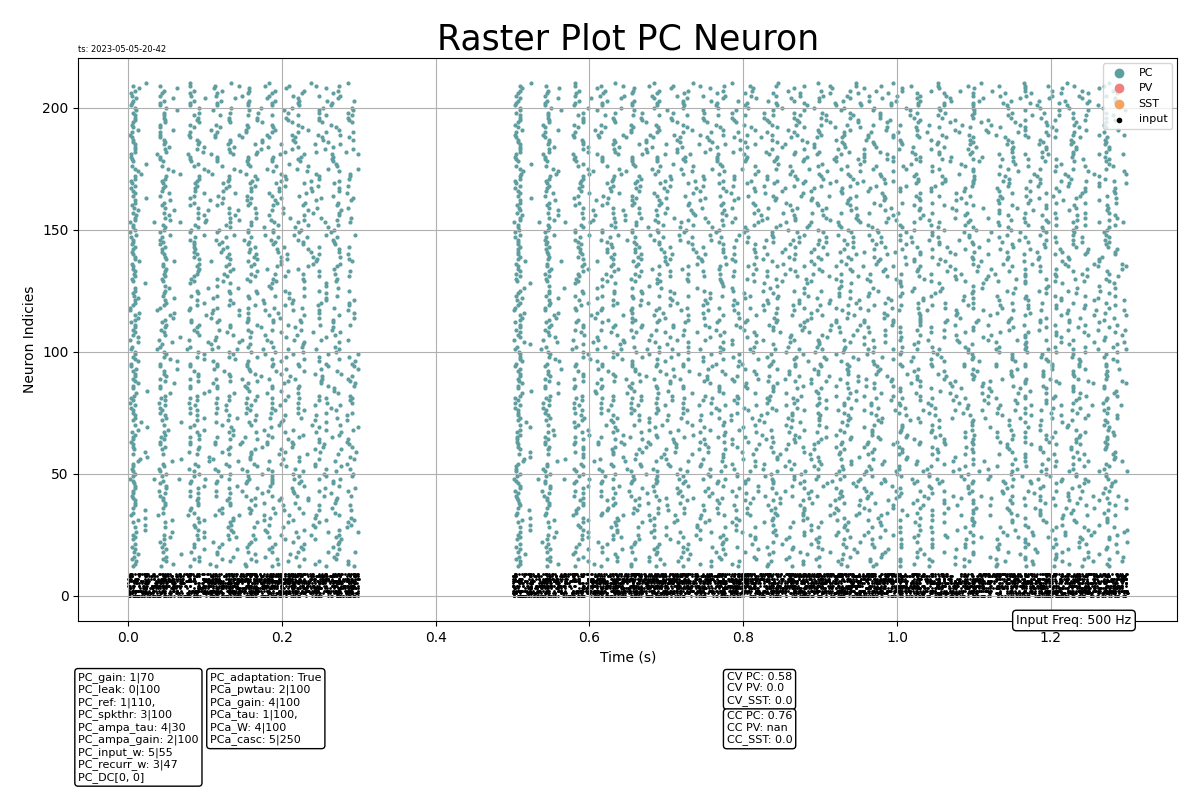 Raster Plot PC Neuron
ts: 2023-05-05-20-42
PC
PV
SST
input
200
150
100
50
0
Neuron Indicies
0.0 0.2 0.4 0.6 0.8 1.0 1.2
Input Freq: 500 Hz
Time (s)
PC_gain: 1|70
PC_leak: 0|100
PC_ref: 1|110,
PC_spkthr: 3|100
PC_ampa_tau: 4|30
PC_ampa_gain: 2|100
PC_input_w: 5|55
PC_recurr_w: 3|47
PC_DC[0, 0]
PC_adaptation: True
PCa_pwtau: 2|100
PCa_gain: 4|100
PCa_tau: 1|100,
PCa_W: 4|100
PCa_casc: 5|250
CV PC: 0.58
CV PV: 0.0
CV_SST: 0.0
CC PC: 0.76
CC PV: nan
CC_SST: 0.0